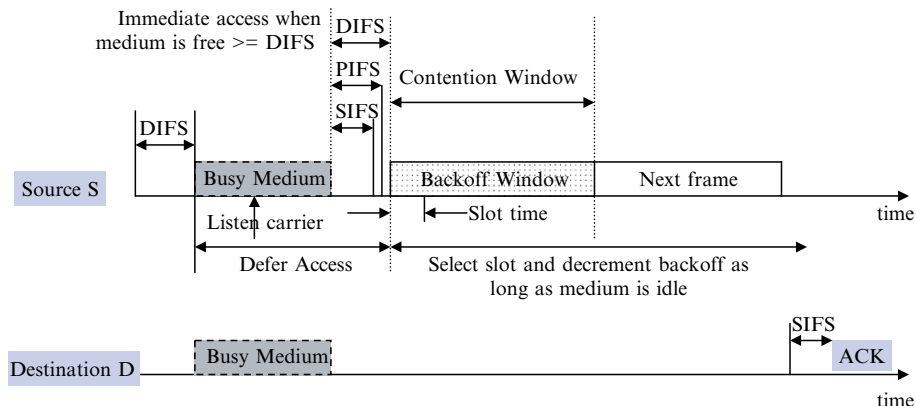 Immediate access when
medium is free >= DIFS
DIFS
PIFS
Contention Window
SIFS
DIFS
Source S
Busy Medium
Backoff Window
Next frame
time
Listen carrier
Slot time
Defer Access
Select slot and decrement backoff as
long as medium is idle
SIFS
Destination D
Busy Medium
ACK
time